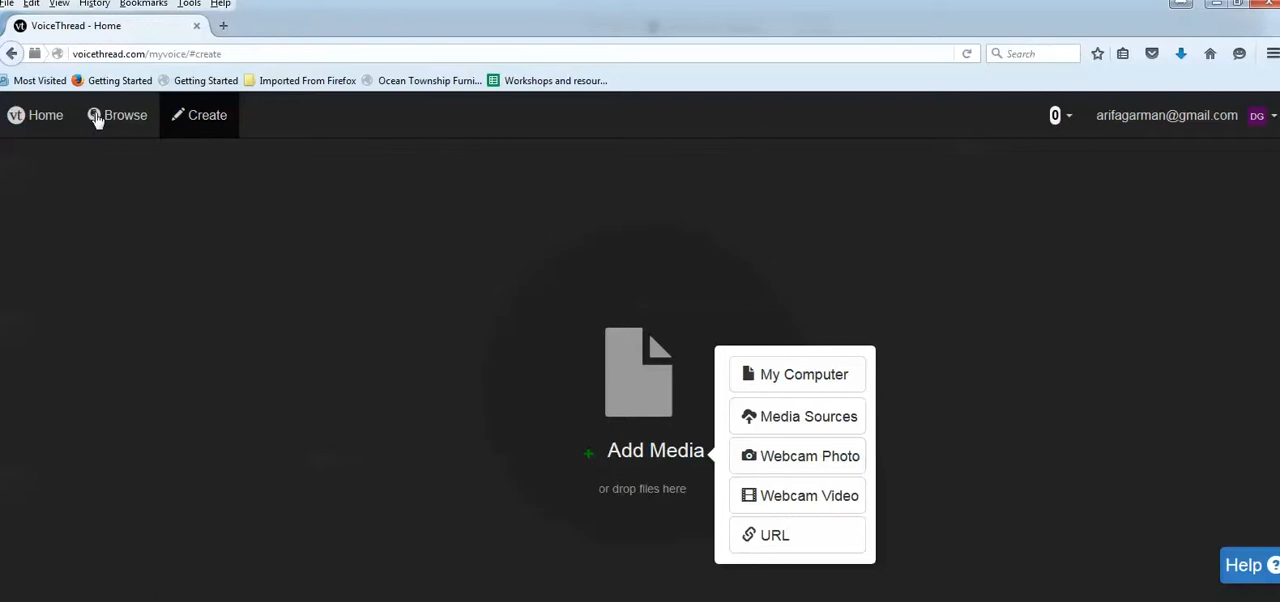 File Edit View History Bookmarks Tools Help
vt VoiceThread - Home × +
voicethread.com/myvoice/#create Search
Most Visited Getting Started Getting Started Imported From Firefox Ocean Township Furni... Workshops and resour...
vt Home Browse Create 0 arifagarman@gmail.com DG
My Computer
Media Sources
+ Add Media
Webcam Photo
or drop files here
Webcam Video
URL
Help ?